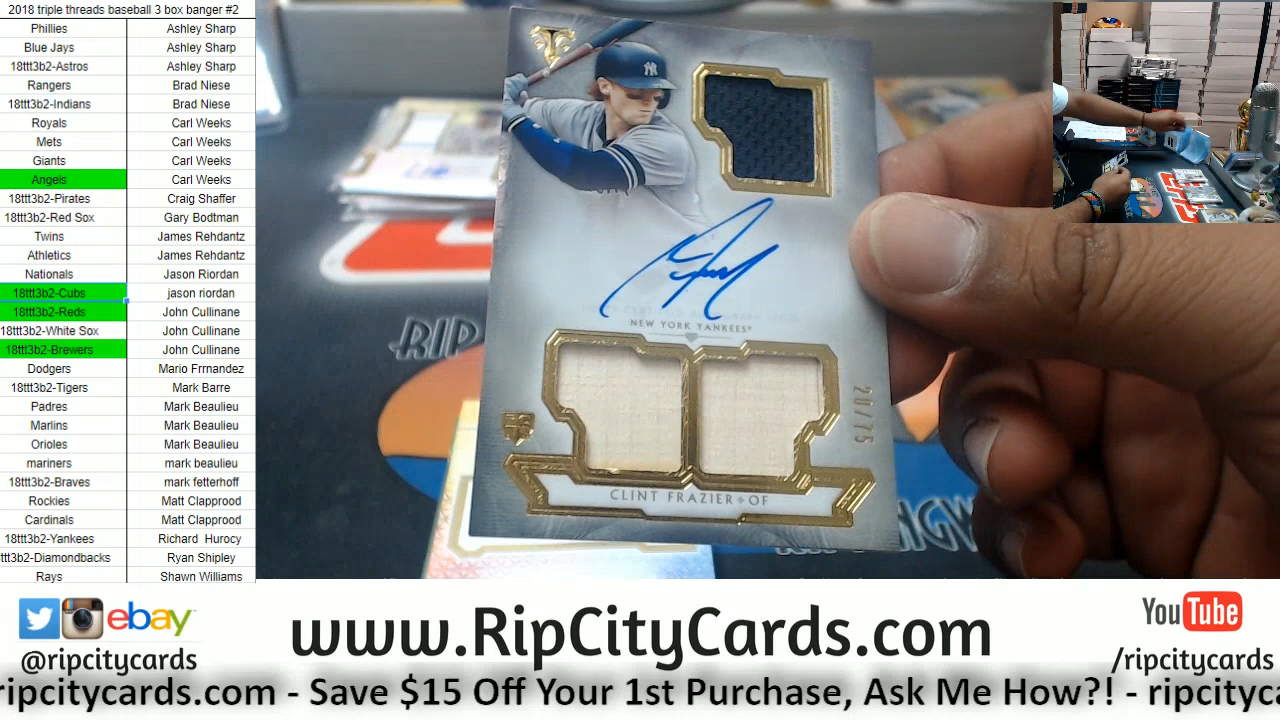 2018 triple threads baseball 3 box banger #2
Phillies Ashley Sharp
Blue Jays Ashley Sharp
18ttt3b2-Astros Ashley Sharp
Rangers Brad Niese
18ttt3b2-Indians Brad Niese
Royals Carl Weeks
Mets Carl Weeks
Giants Carl Weeks
Angels Carl Weeks
18ttt3b2-Pirates Craig Shaffer
18ttt3b2-Red Sox Gary Bodtman
Twins James Rehdantz
Athletics James Rehdantz
Nationals Jason Riordan
18ttt3b2-Cubs jason riordan
18ttt3b2-Reds John Cullinane
18ttt3b2-White Sox John Cullinane
18ttt3b2-Brewers John Cullinane
Dodgers Mario Frrnandez
18ttt3b2-Tigers Mark Barre
Padres Mark Beaulieu
Marlins Mark Beaulieu
Orioles Mark Beaulieu
mariners mark beaulieu
18ttt3b2-Braves mark fetterhoff
Rockies Matt Clapprood
Cardinals Matt Clapprood
18ttt3b2-Yankees Richard Hurocy
ttt3b2-Diamondbacks Ryan Shipley
Rays Shawn Williams
NEW YORK YANKEES
20/75
CLINT FRAZIER OF
RIP
ebay
@ripcitycards
www.RipCityCards.com
YouTube
/ripcitycards
ripcitycards.com - Save $15 Off Your 1st Purchase, Ask Me How?! - ripcityca